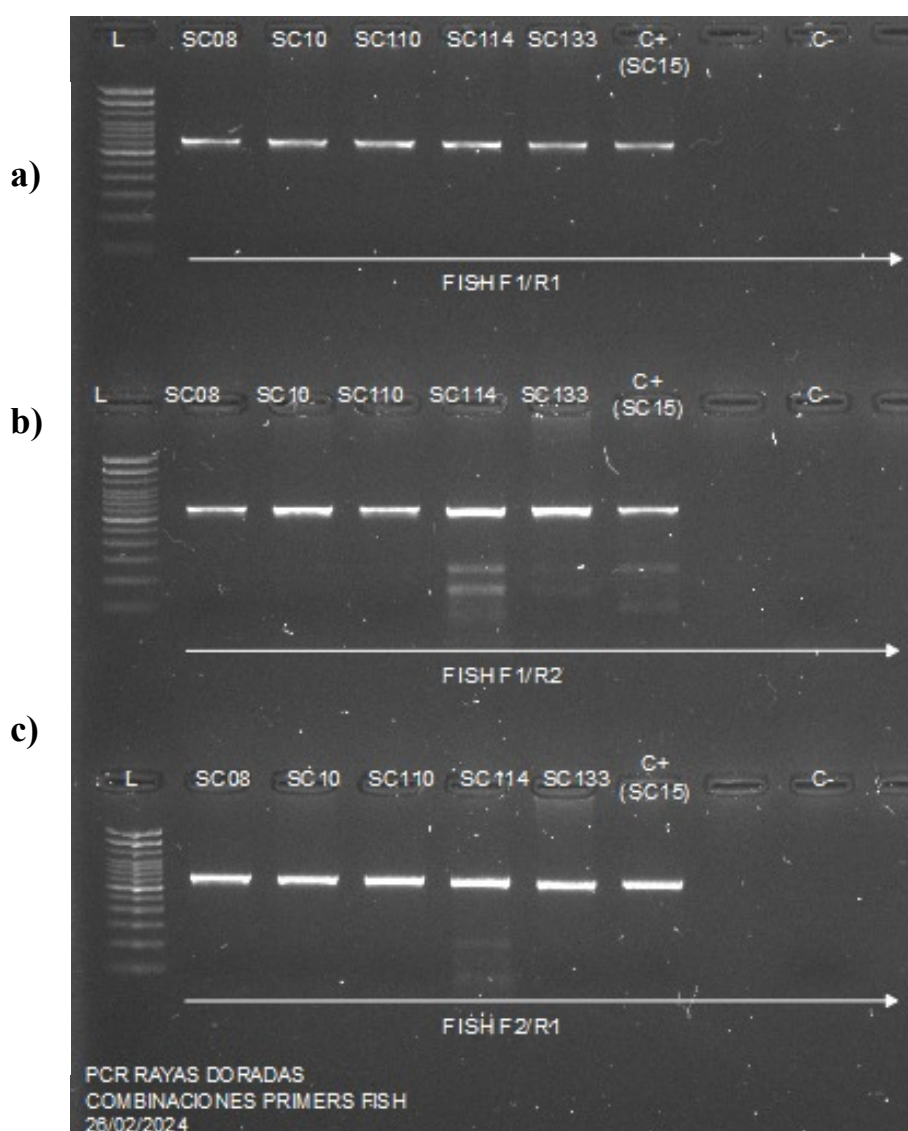 L SC08 SC10 SC110 SC114 SC133 C+ C-
(SC15)
a)
FISH F1/R1
L SC08 SC10 SC110 SC114 SC133 C+ C-
(SC15)
b)
FISH F1/R2
c)
L SC08 SC10 SC110 SC114 SC133 C+ C-
(SC15)
FISH F2/R1
PCR RAYAS DORADAS
COMBINACIONES PRIMERS FISH
26/02/2024